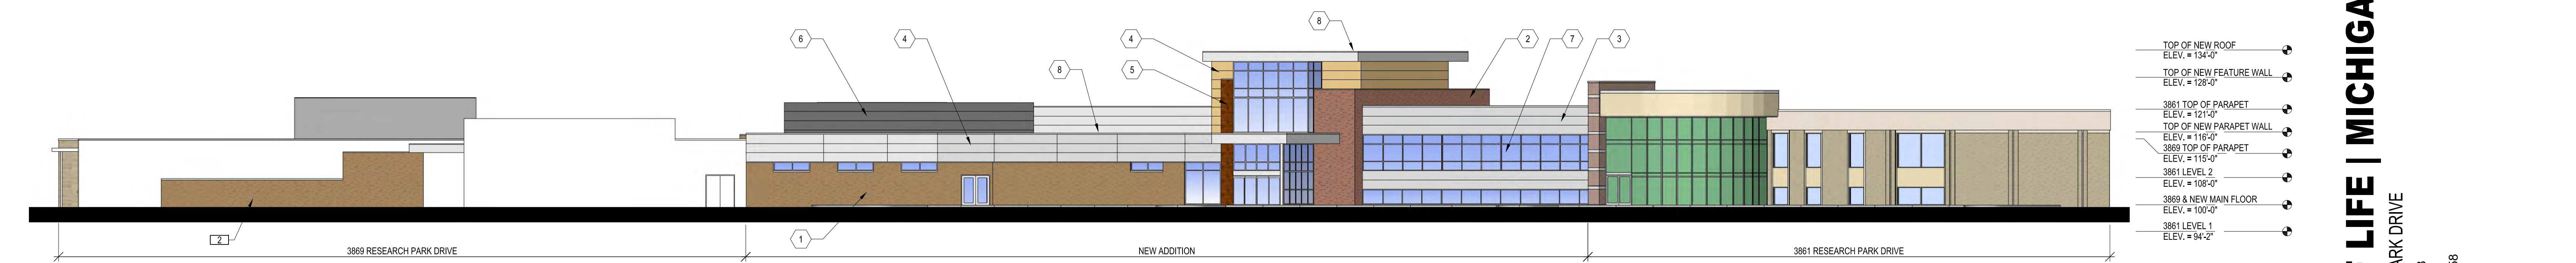 8
6
4
4
2
7
3
8
5
TOP OF NEW ROOF
ELEV. = 134'-0"
TOP OF NEW FEATURE WALL
ELEV. = 128'-0"
3861 TOP OF PARAPET
ELEV. = 121'-0"
TOP OF NEW PARAPET WALL
ELEV. = 116'-0"
3869 TOP OF PARAPET
ELEV. = 115'-0"
3861 LEVEL 2
ELEV. = 108'-0"
3869 & NEW MAIN FLOOR
ELEV. = 100'-0"
3861 LEVEL 1
ELEV. = 94'-2"
2
1
3869 RESEARCH PARK DRIVE
NEW ADDITION
3861 RESEARCH PARK DRIVE
LIFE | MICHIGA
ARK DRIVE
8
58